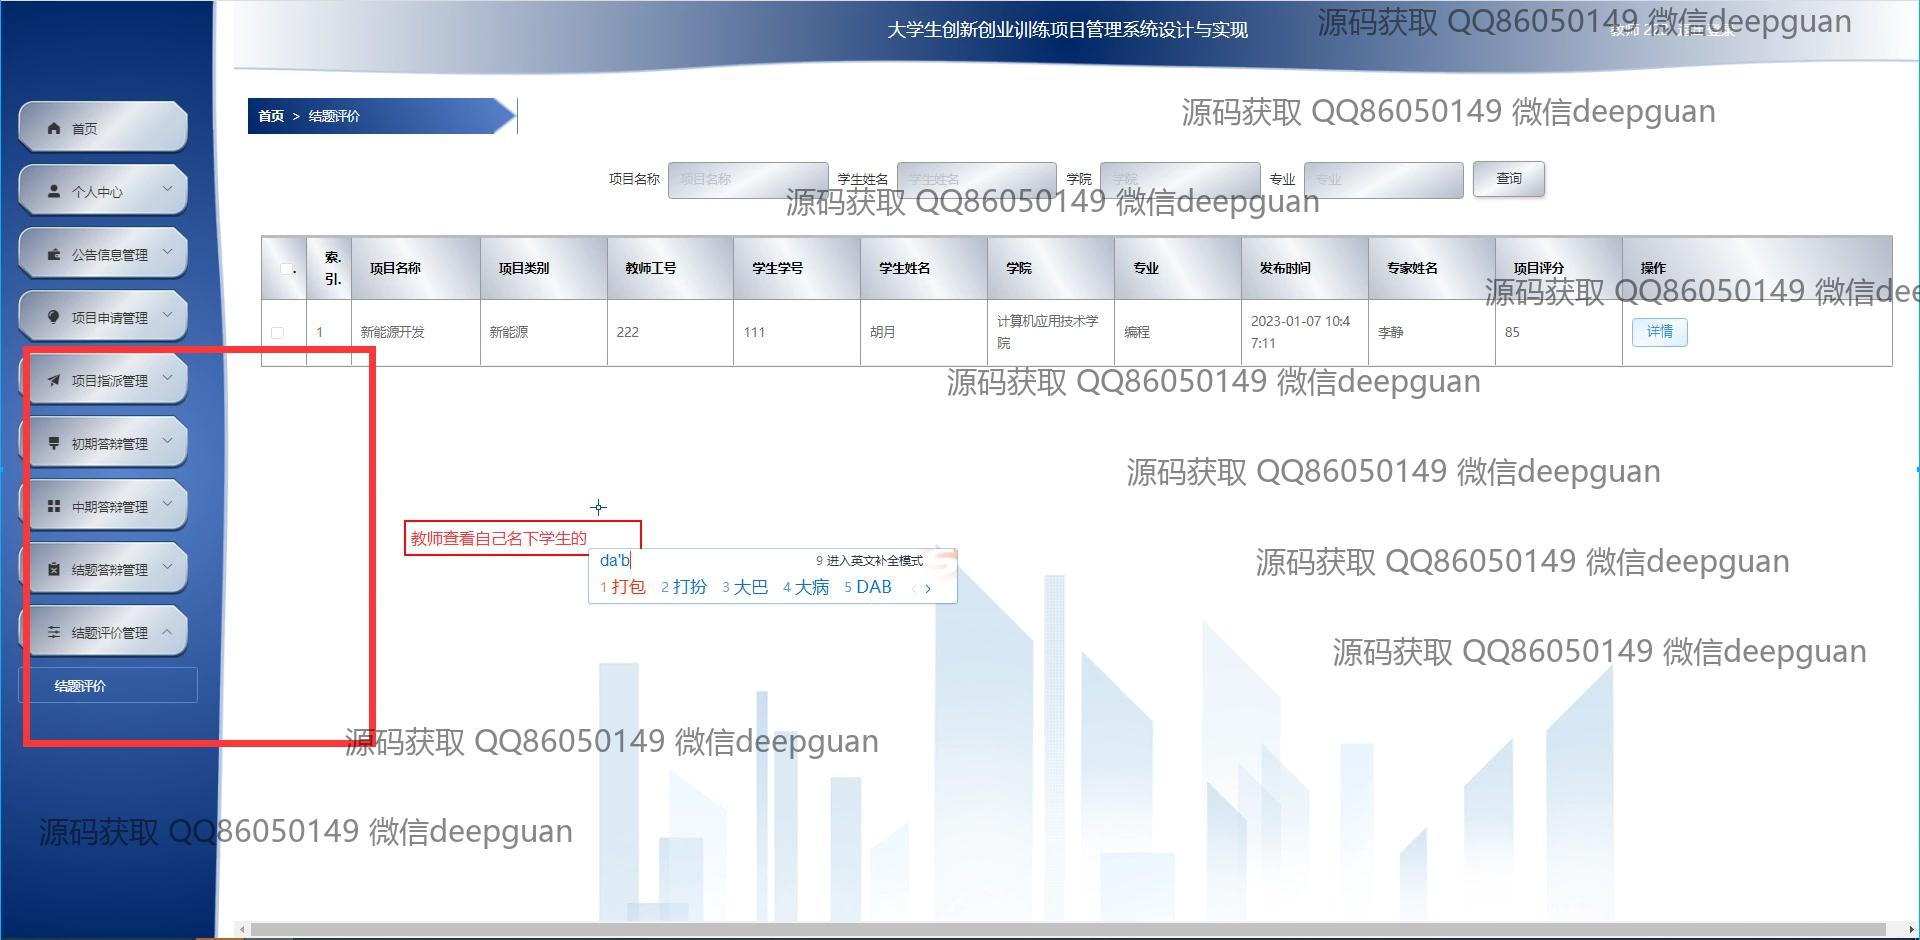 大学生创新创业训练项目管理系统设计与实现
源码获取 QQ86050149 微信deepguan
首页 > 结题评价
源码获取 QQ86050149 微信deepguan
首页
个人中心
公告信息管理
项目申请管理
项目指派管理
初期答辩管理
中期答辩管理
结题答辩管理
结题评价管理
结题评价
项目名称 项目名称 学生姓名 学生姓名 学院 学院 专业 专业 查询
源码获取 QQ86050149 微信deepguan
索引. 项目名称 项目类别 教师工号 学生学号 学生姓名 学院 专业 发布时间 专家姓名 项目评分 操作
源码获取 QQ86050149 微信dee
1 新能源开发 新能源 222 111 胡月 计算机应用技术学院 编程 2023-01-07 10:47:11 李静 85 详情
源码获取 QQ86050149 微信deepguan
源码获取 QQ86050149 微信deepguan
教师查看自己名下学生的
da'b 9 进入英文补全模式
1 打包 2 打扮 3 大巴 4 大病 5 DAB
源码获取 QQ86050149 微信deepguan
源码获取 QQ86050149 微信deepguan
源码获取 QQ86050149 微信deepguan
源码获取 QQ86050149 微信deepguan